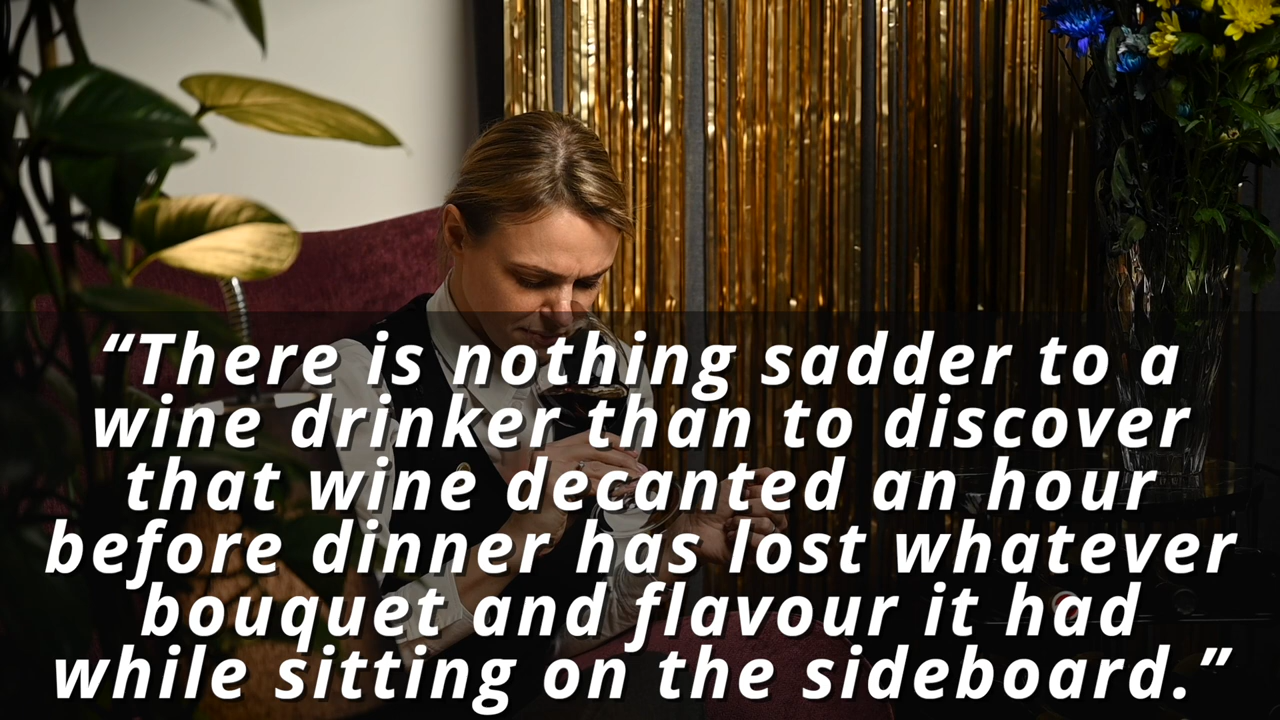 “There is nothing sadder to a
wine drinker than to discover
that wine decanted an hour
before dinner has lost whatever
bouquet and flavour it had
while sitting on the sideboard.”